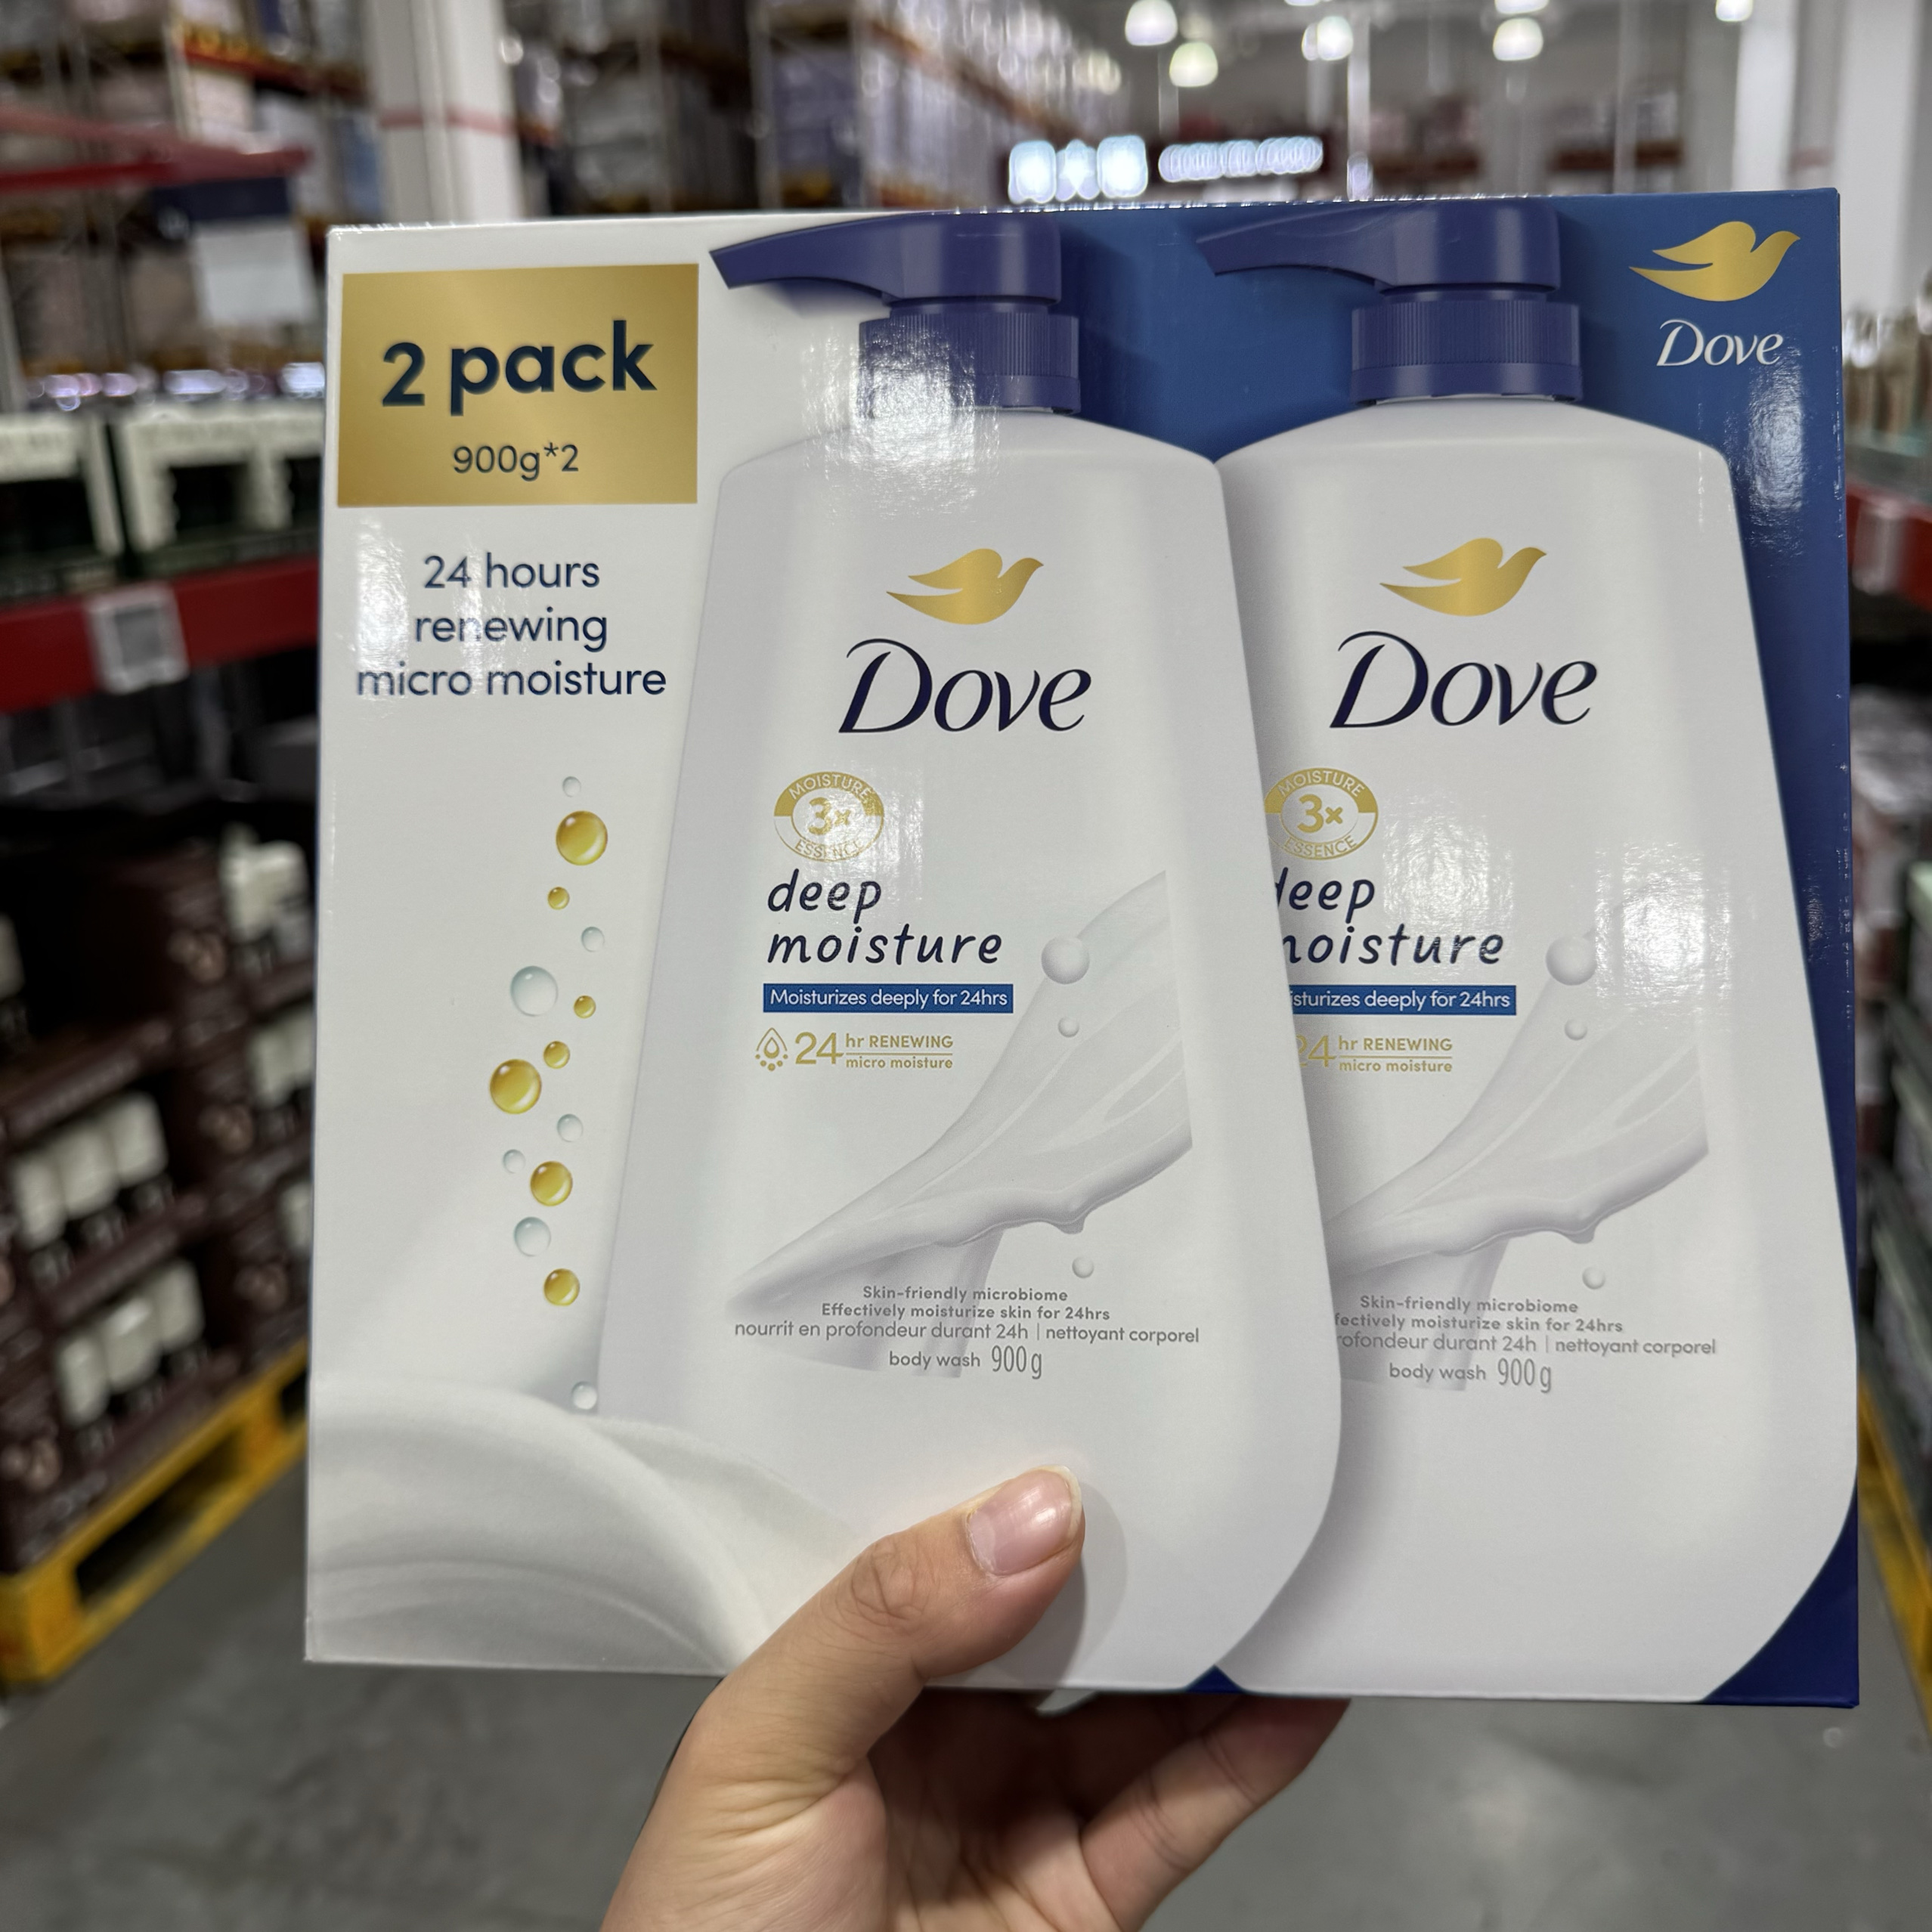 2 pack
900g*2
24 hours
renewing
micro moisture
Dove
MOISTURE
3x
ESSENCE
deep
moisture
Moisturizes deeply for 24hrs
24 hr RENEWING
micro moisture
Skin-friendly microbiome
Effectively moisturize skin for 24hrs
nourrit en profondeur durant 24h | nettoyant corporel
body wash 900 g
Dove
MOISTURE
3x
ESSENCE
eep
oisture
sturizes deeply for 24hrs
24 hr RENEWING
micro moisture
Skin-friendly microbiome
fectively moisturize skin for 24hrs
ofondeur durant 24h | nettoyant corporel
body wash 900 g
Dove